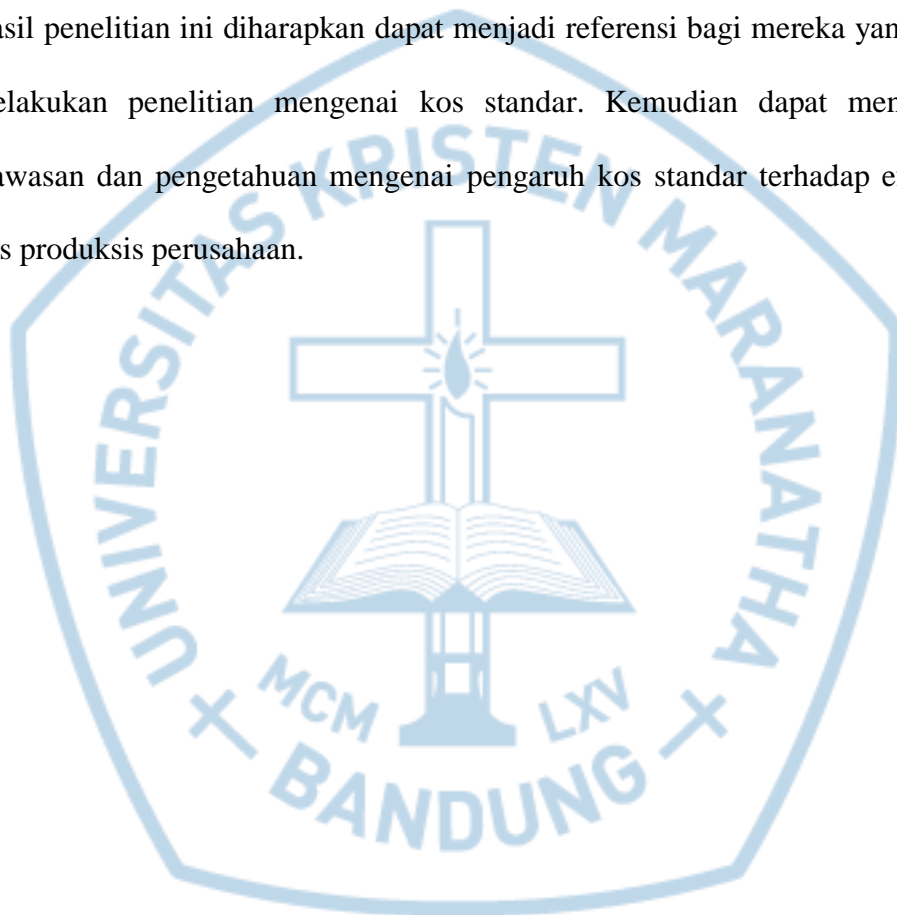 asil penelitian ini diharapkan dapat menjadi referensi bagi mereka yan
elakukan penelitian mengenai kos standar. Kemudian dapat men
awasan dan pengetahuan mengenai pengaruh kos standar terhadap e
s produksis perusahaan.
UNIVERSITAS KRISTEN MARANATHA
MCM LXV
BANDUNG